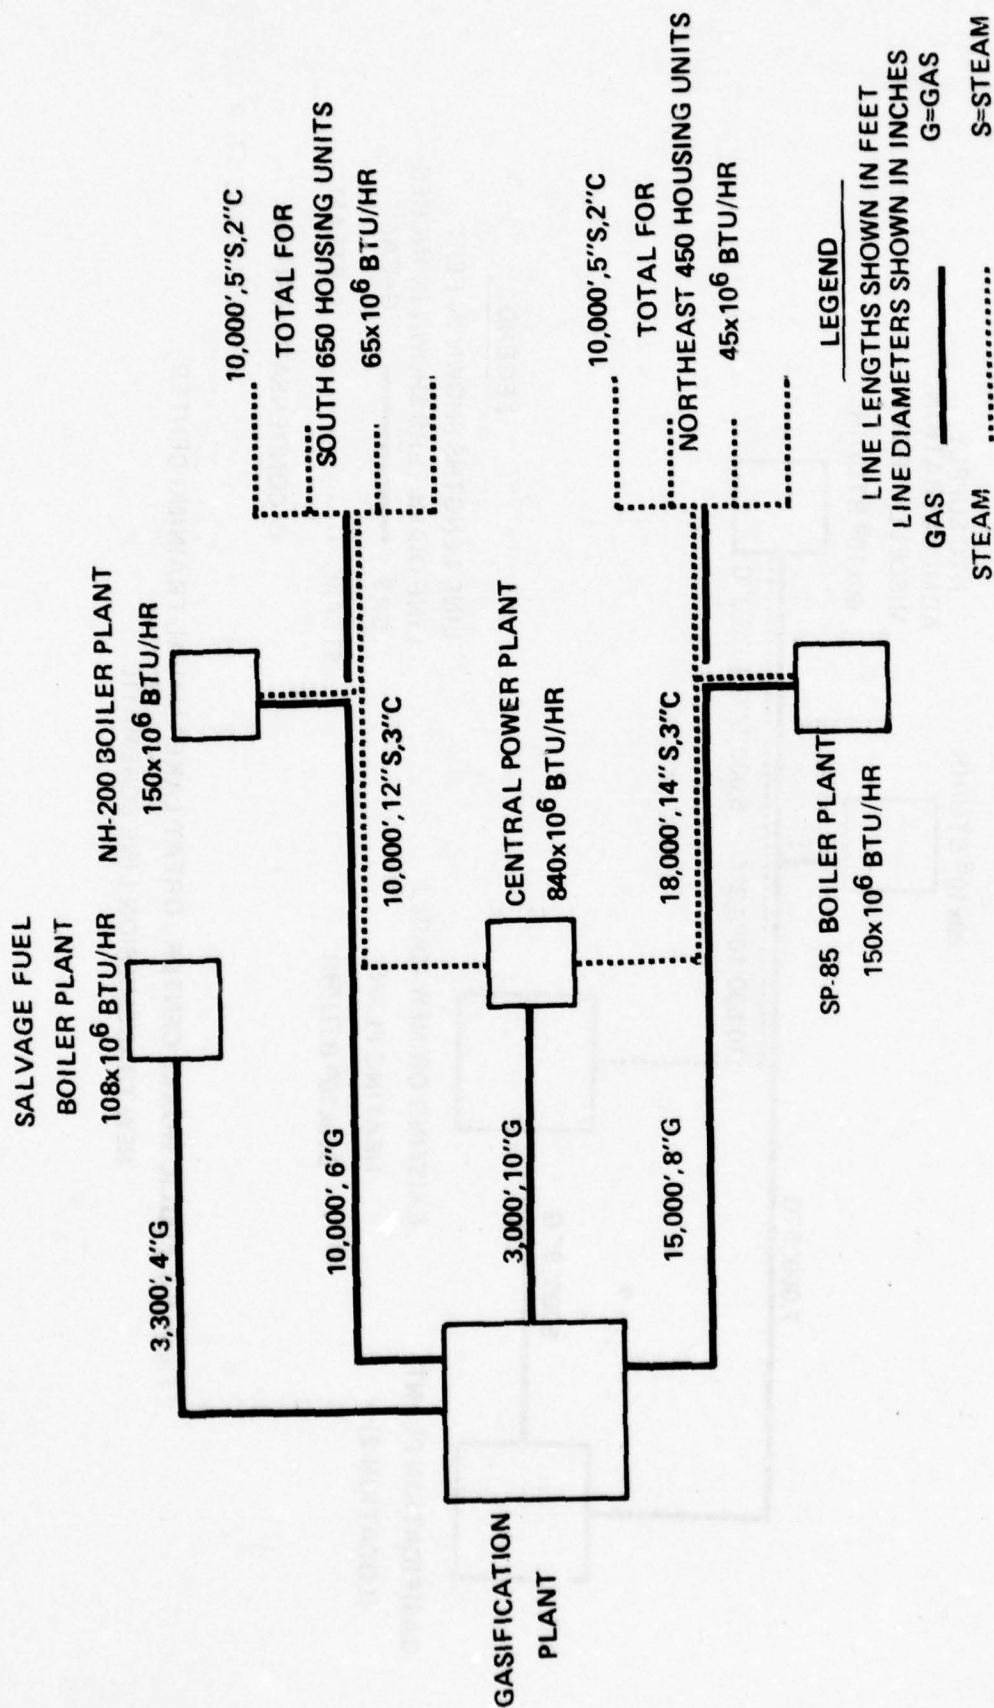 SALVAGE FUEL
BOILER PLANT
108x10⁶ BTU/HR
NH-200 BOILER PLANT
150x10⁶ BTU/HR
3,300', 4"G
10,000', 6"G
10,000', 12"S,3"C
10,000',5"S,2"C
TOTAL FOR
SOUTH 650 HOUSING UNITS
65x10⁶ BTU/HR
GASIFICATION
PLANT
3,000', 10"G
CENTRAL POWER PLANT
840x10⁶ BTU/HR
15,000', 8"G
18,000', 14"S,3"C
10,000',5"S,2"C
TOTAL FOR
NORTHEAST 450 HOUSING UNITS
45x10⁶ BTU/HR
SP-85 BOILER PLANT
150x10⁶ BTU/HR
LEGEND
LINE LENGTHS SHOWN IN FEET
LINE DIAMETERS SHOWN IN INCHES
GAS G=GAS
STEAM S=STEAM